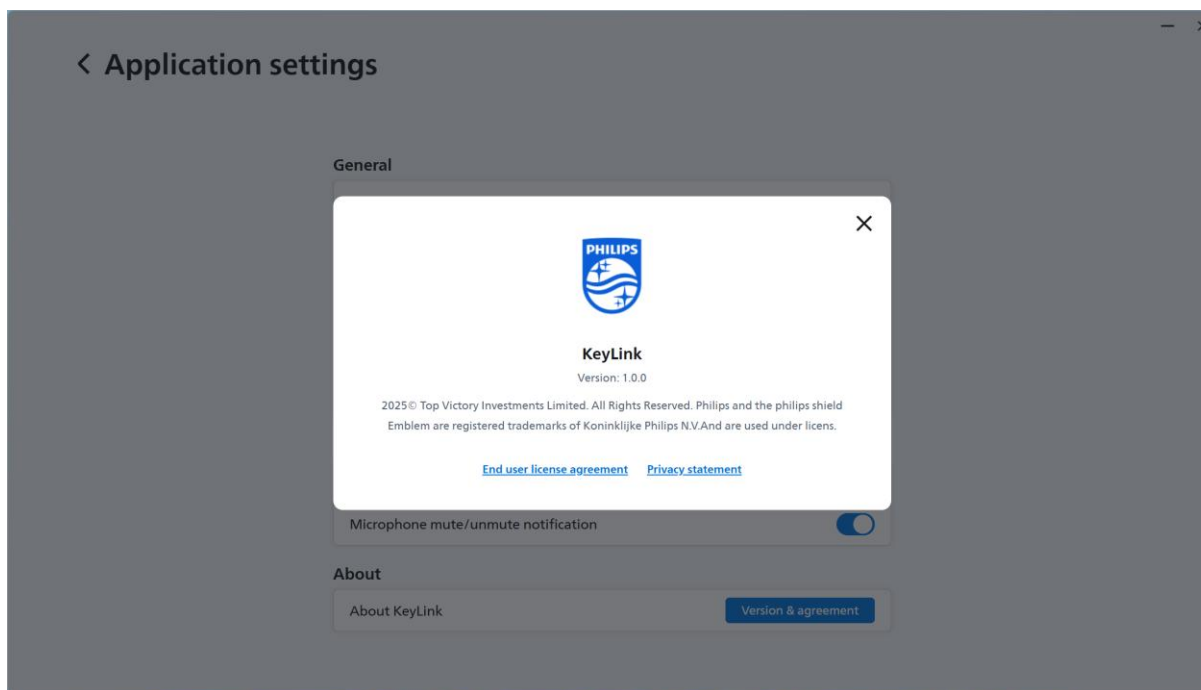 Application settings
General
PHILIPS
KeyLink
Version: 1.0.0
2025© Top Victory Investments Limited. All Rights Reserved. Philips and the philips shield
Emblem are registered trademarks of Koninklijke Philips N.V.And are used under licens.
End user license agreement Privacy statement
Microphone mute/unmute notification
About
About KeyLink Version & agreement